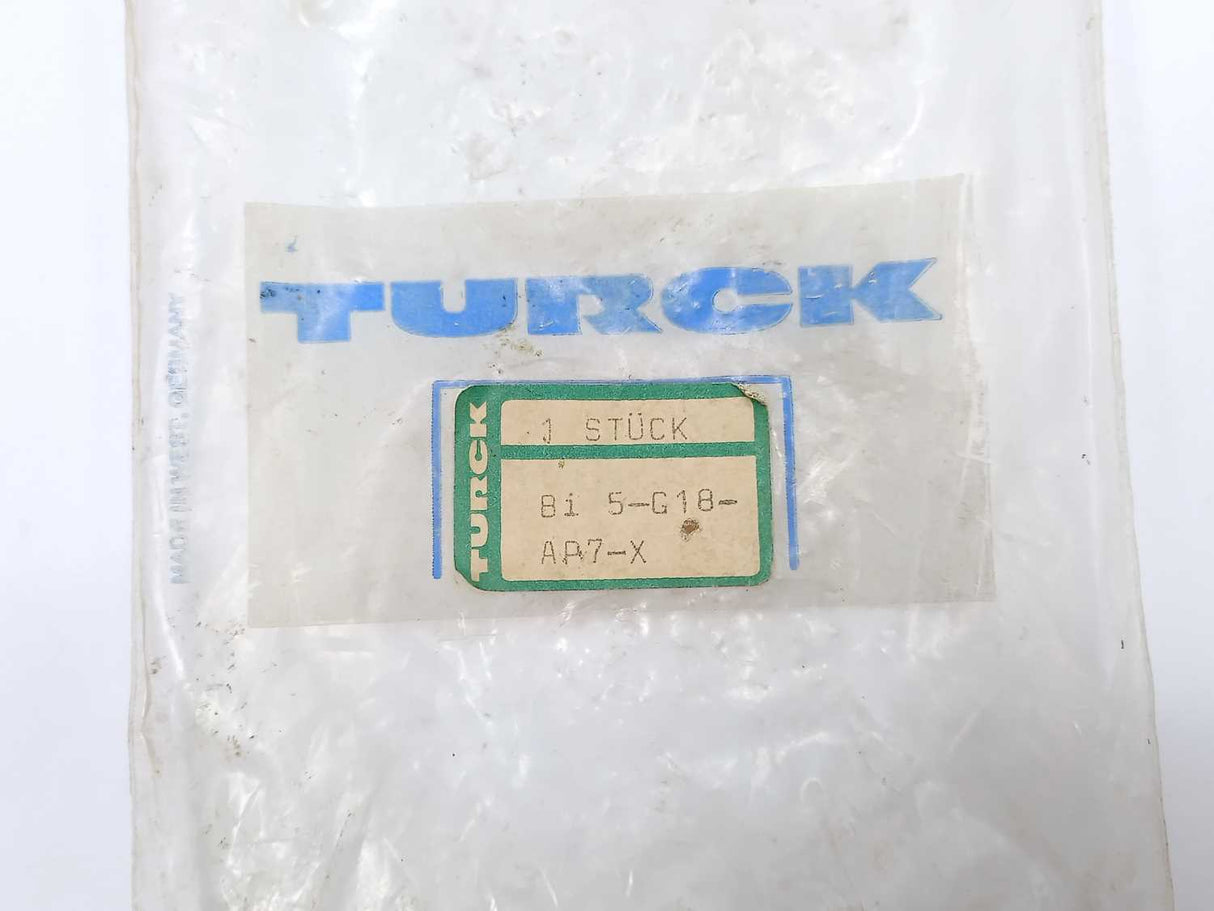 TURCK
TURCK
1 STÜCK
Bi 5-G18-
AP7-X
MADE IN WEST. GERMANY